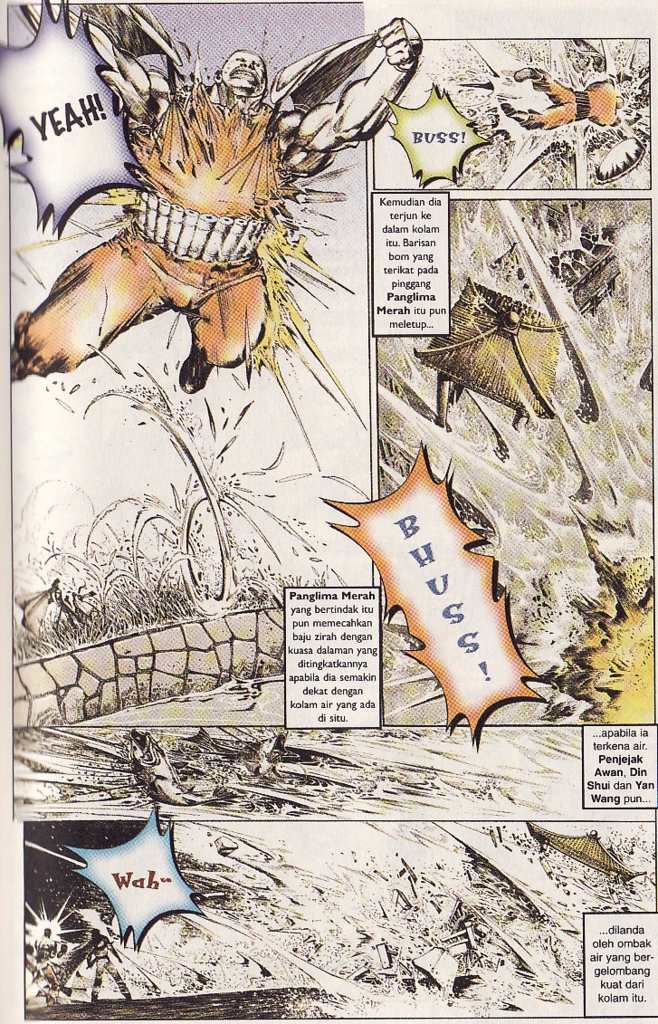 YEAH!
BUSS!
Kemudian dia
terjun ke
dalam kolam
itu. Barisan
bom yang
terikat pada
pinggang
Panglima
Merah itu pun
meletup...
BHUSS!
Panglima Merah
yang bertindak itu
pun memecahkan
baju zirah dengan
kuasa dalaman yang
ditingkatkannya
apabila dia semakin
dekat dengan
kolam air yang ada
di situ.
...apabila ia
terkena air.
Penjejak
Awan, Din
Shui dan Yan
Wang pun...
Wah..
...dilanda
oleh ombak
air yang ber-
gelombang
kuat dari
kolam itu.